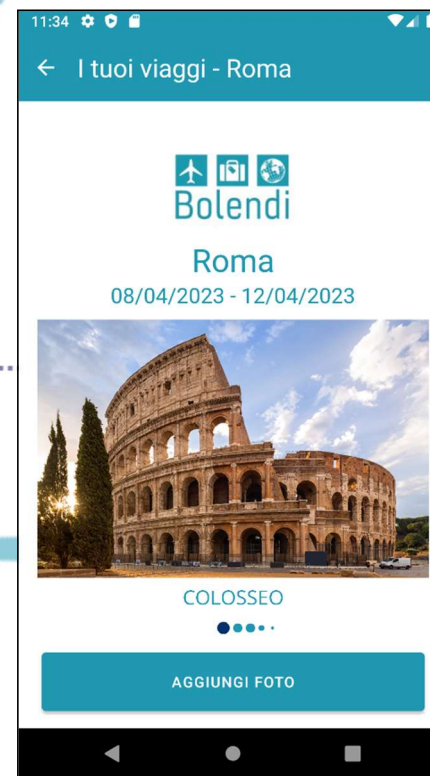 11:34
I tuoi viaggi - Roma
Bolendi
Roma
08/04/2023 - 12/04/2023
COLOSSEO
AGGIUNGI FOTO